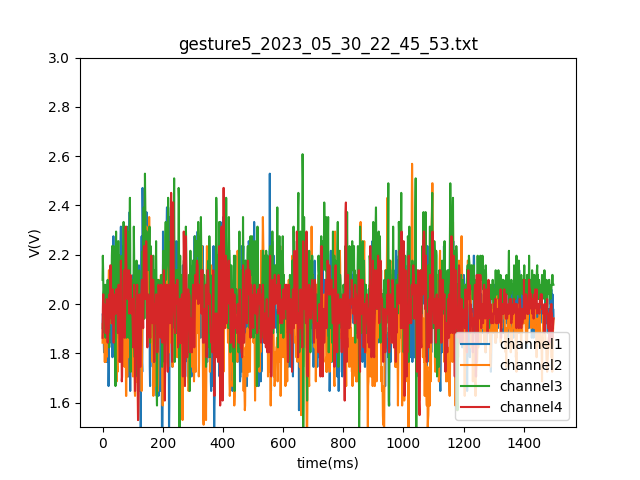 gesture5_2023_05_30_22_45_53.txt
3.0
2.8
2.6
2.4
2.2
2.0
1.8
1.6
V(V)
channel1
channel2
channel3
channel4
0 200 400 600 800 1000 1200 1400
time(ms)